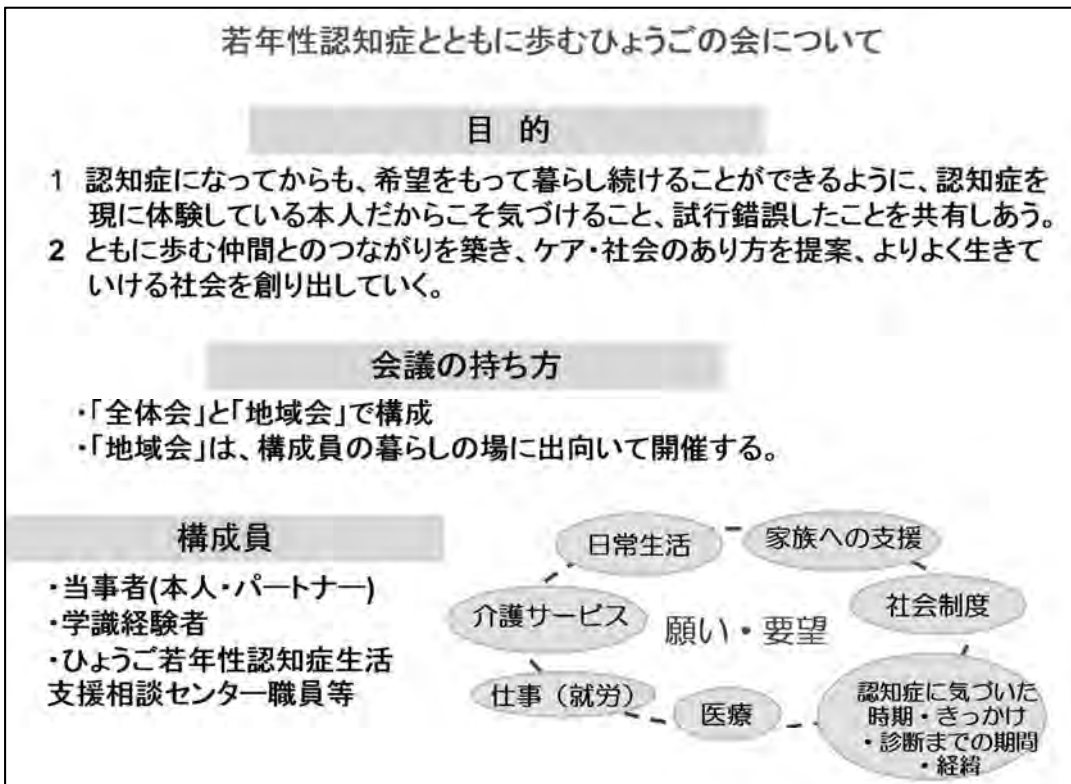 若年性認知症とともに歩むひょうごの会について
目 的
1 認知症になってからも、希望をもって暮らし続けることができるように、認知症を
現に体験している本人だからこそ気づけること、試行錯誤したことを共有しあう。
2 ともに歩む仲間とのつながりを築き、ケア・社会のあり方を提案、よりよく生きて
いける社会を創り出していく。
会議の持ち方
・「全体会」と「地域会」で構成
・「地域会」は、構成員の暮らしの場に出向いて開催する。
構成員
・当事者(本人・パートナー)
・学識経験者
・ひょうご若年性認知症生活
支援相談センター職員等
日常生活
家族への支援
介護サービス
願い・要望
社会制度
仕事（就労）
医療
認知症に気づいた
時期・きっかけ
・診断までの期間
・経緯